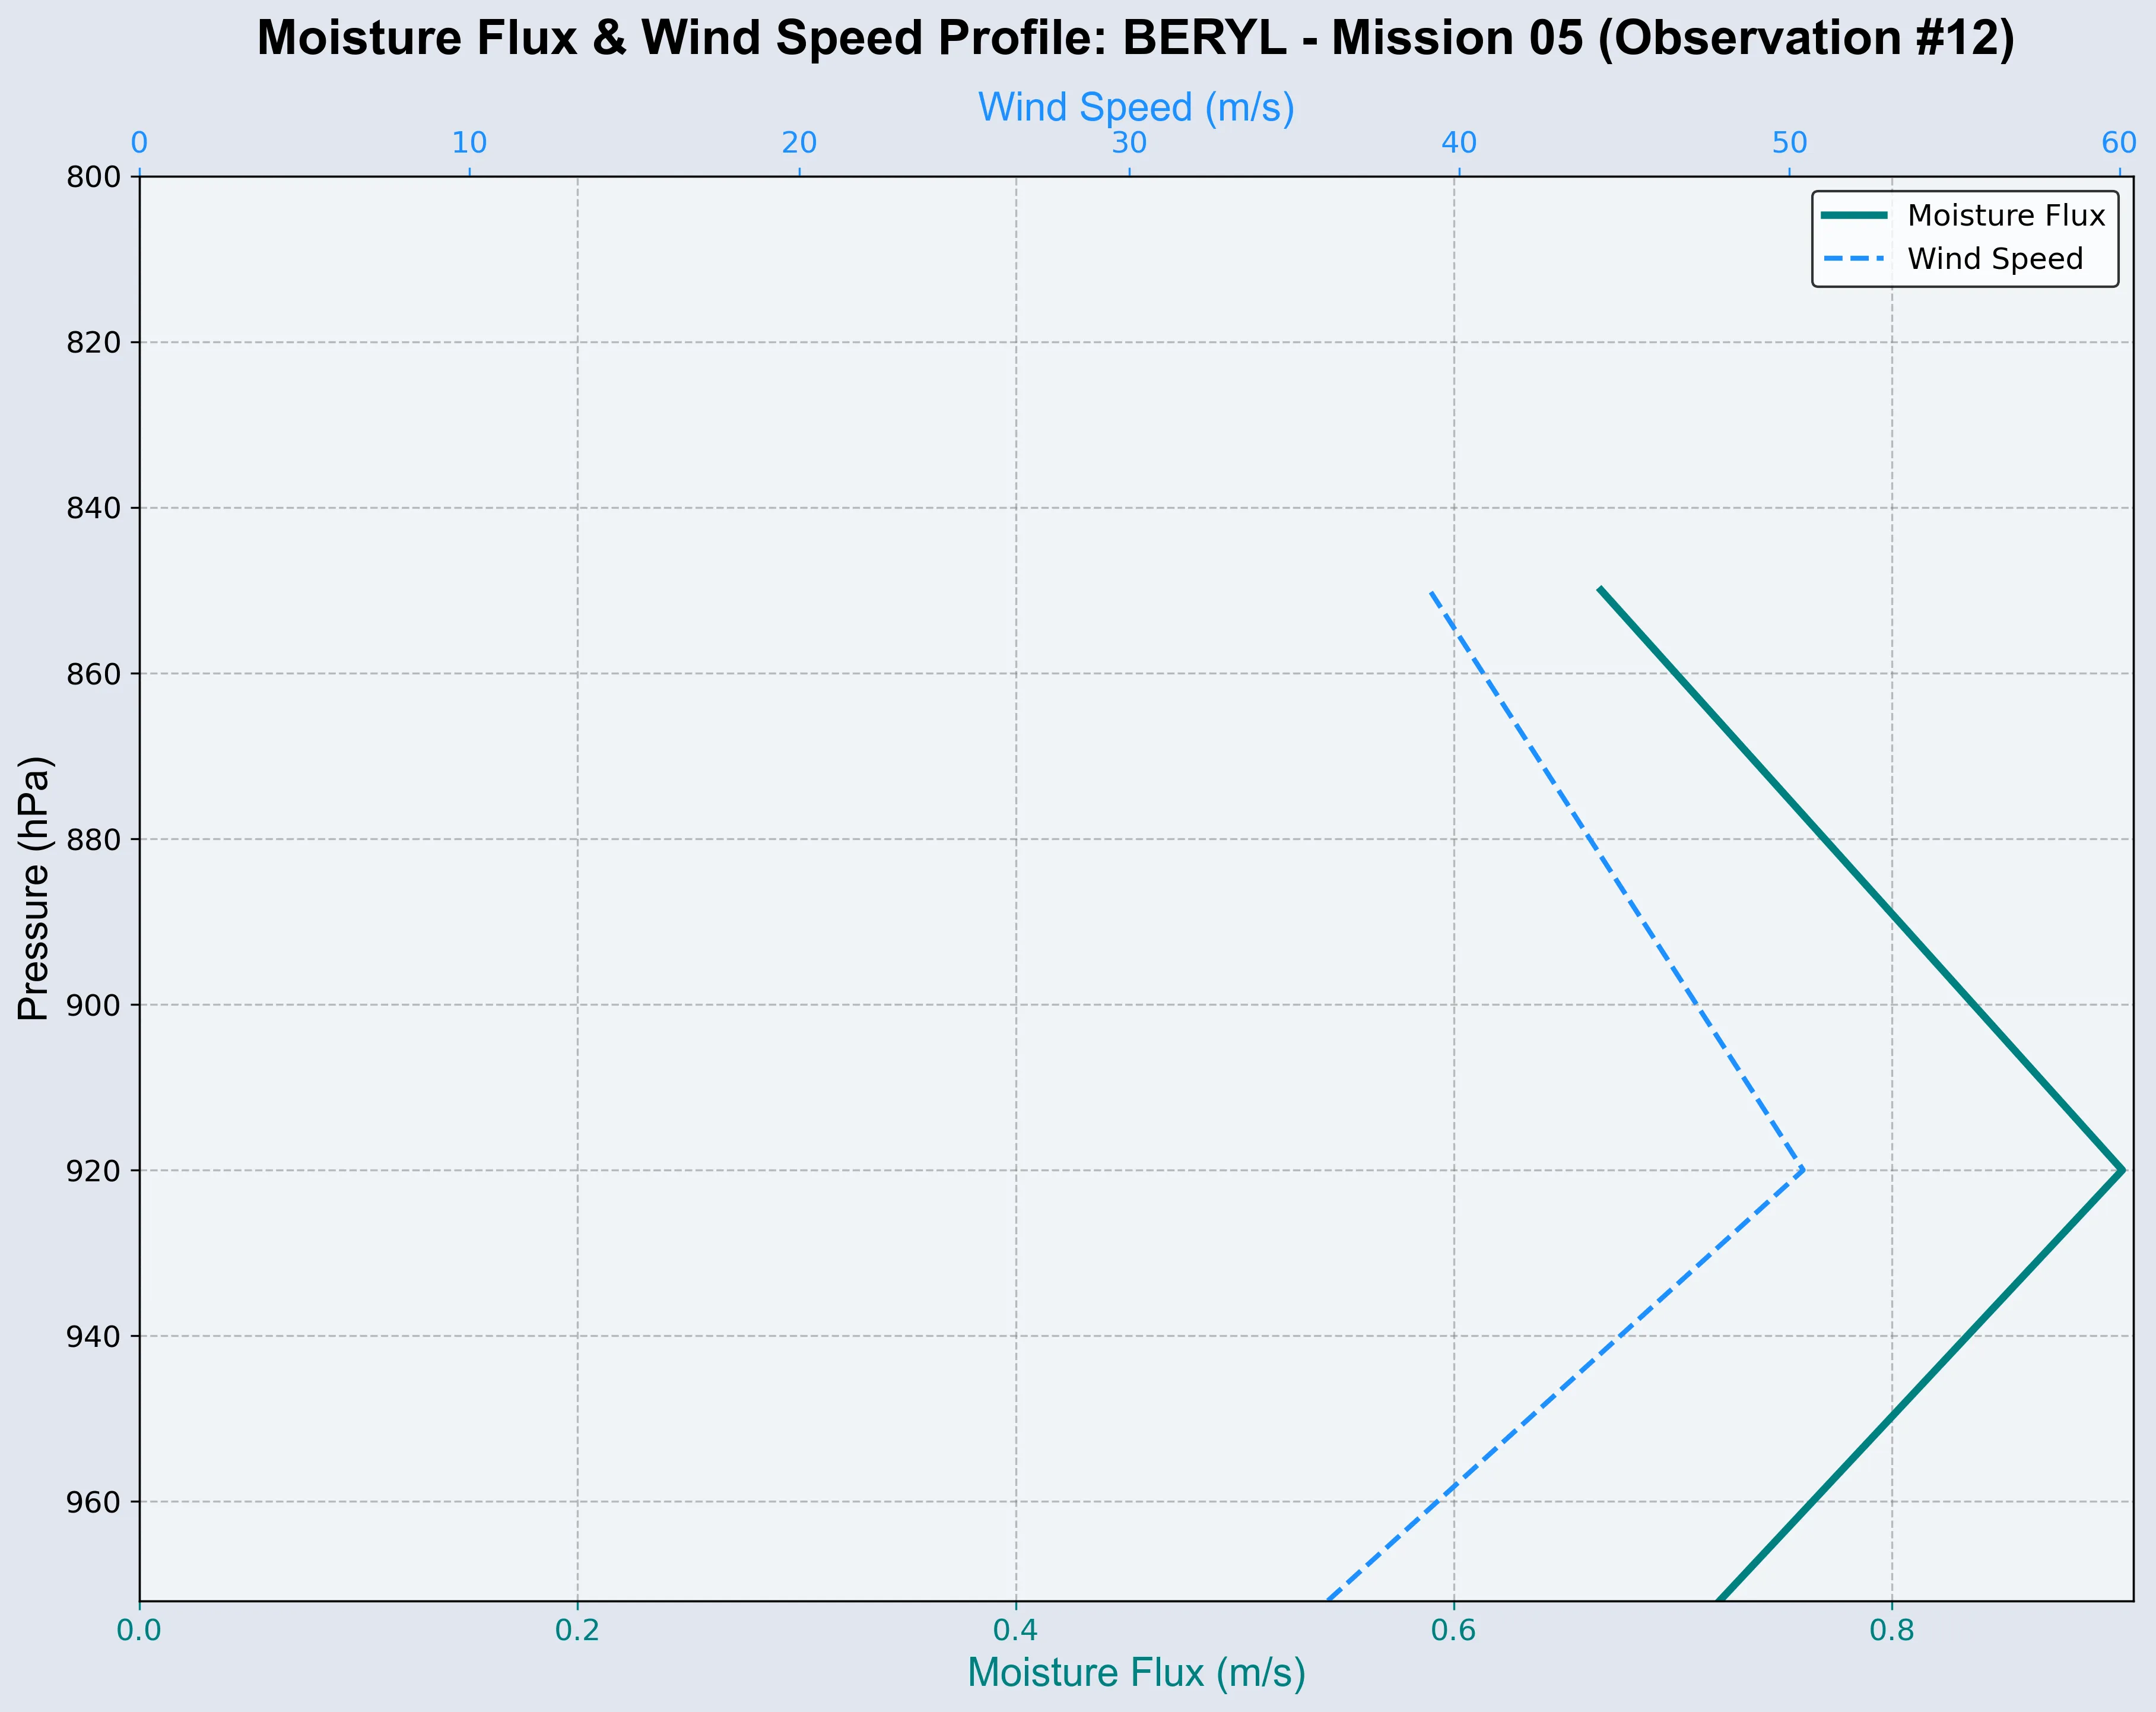 Moisture Flux & Wind Speed Profile: BERYL - Mission 05 (Observation #12)
Wind Speed (m/s)
0 10 20 30 40 50 60
Moisture Flux
Wind Speed
Pressure (hPa)
800
820
840
860
880
900
920
940
960
0.0 0.2 0.4 0.6 0.8
Moisture Flux (m/s)